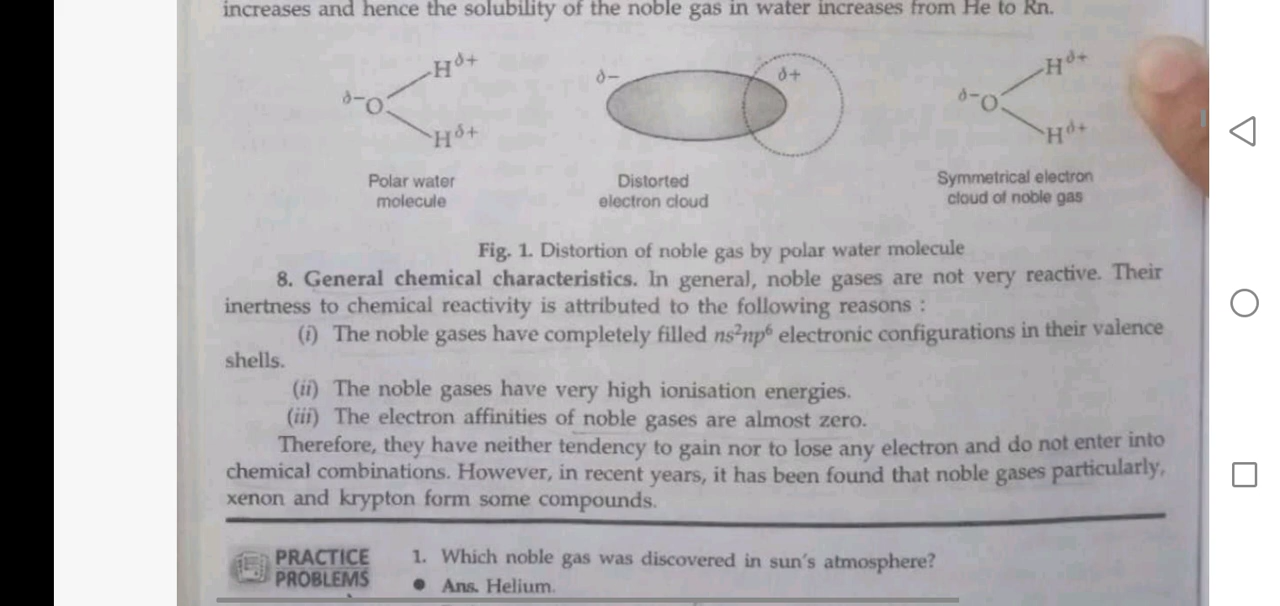 increases and hence the solubility of the noble gas in water increases from He to Rn.
Hδ+
δ−O
Hδ+
Polar water
molecule
δ−
δ+
Distorted
electron cloud
Hδ+
δ−O
Hδ+
Symmetrical electron
cloud of noble gas
Fig. 1. Distortion of noble gas by polar water molecule
8. General chemical characteristics. In general, noble gases are not very reactive. Their
inertness to chemical reactivity is attributed to the following reasons :
(i) The noble gases have completely filled ns²np⁶ electronic configurations in their valence
shells.
(ii) The noble gases have very high ionisation energies.
(iii) The electron affinities of noble gases are almost zero.
Therefore, they have neither tendency to gain nor to lose any electron and do not enter into
chemical combinations. However, in recent years, it has been found that noble gases particularly,
xenon and krypton form some compounds.
PRACTICE
PROBLEMS
1. Which noble gas was discovered in sun's atmosphere?
● Ans. Helium.